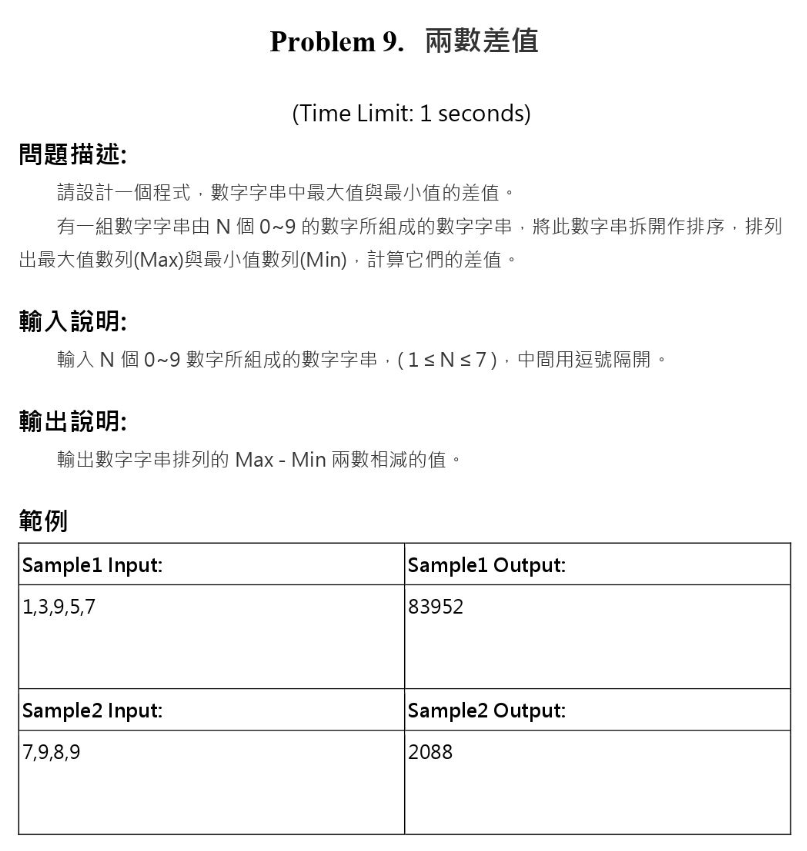 Problem 9. 兩數差值
(Time Limit: 1 seconds)
問題描述:
請設計一個程式，數字字串中最大值與最小值的差值。
有一組數字字串由 N 個 0~9 的數字所組成的數字字串，將此數字串拆開作排序，排列
出最大值數列(Max)與最小值數列(Min)，計算它們的差值。
輸入說明:
輸入 N 個 0~9 數字所組成的數字字串，( 1 ≤ N ≤ 7 )，中間用逗號隔開。
輸出說明:
輸出數字字串排列的 Max - Min 兩數相減的值。
範例
Sample1 Input:
Sample1 Output:
1,3,9,5,7
83952
Sample2 Input:
Sample2 Output:
7,9,8,9
2088